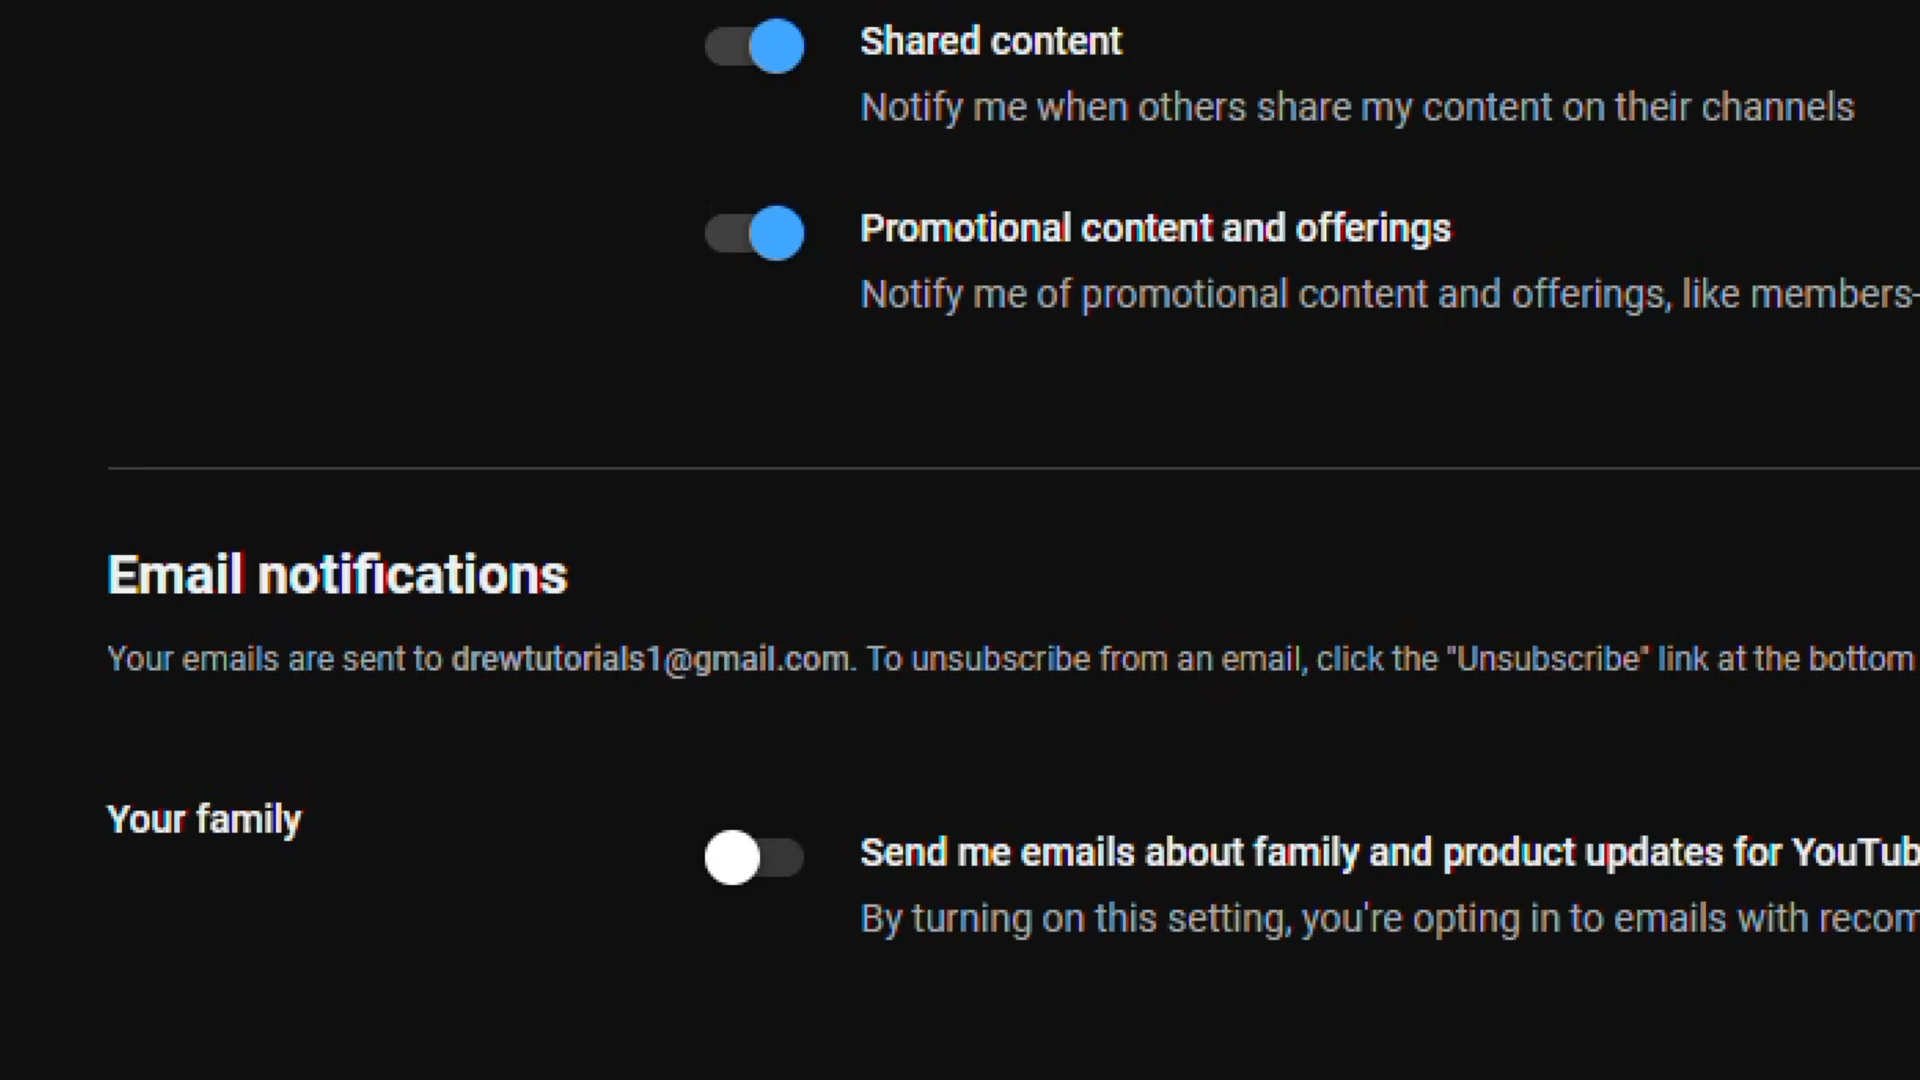 Shared content
Notify me when others share my content on their channels
Promotional content and offerings
Notify me of promotional content and offerings, like members-
Email notifications
Your emails are sent to drewtutorials1@gmail.com. To unsubscribe from an email, click the "Unsubscribe" link at the bottom
Your family
Send me emails about family and product updates for YouTub
By turning on this setting, you're opting in to emails with recom